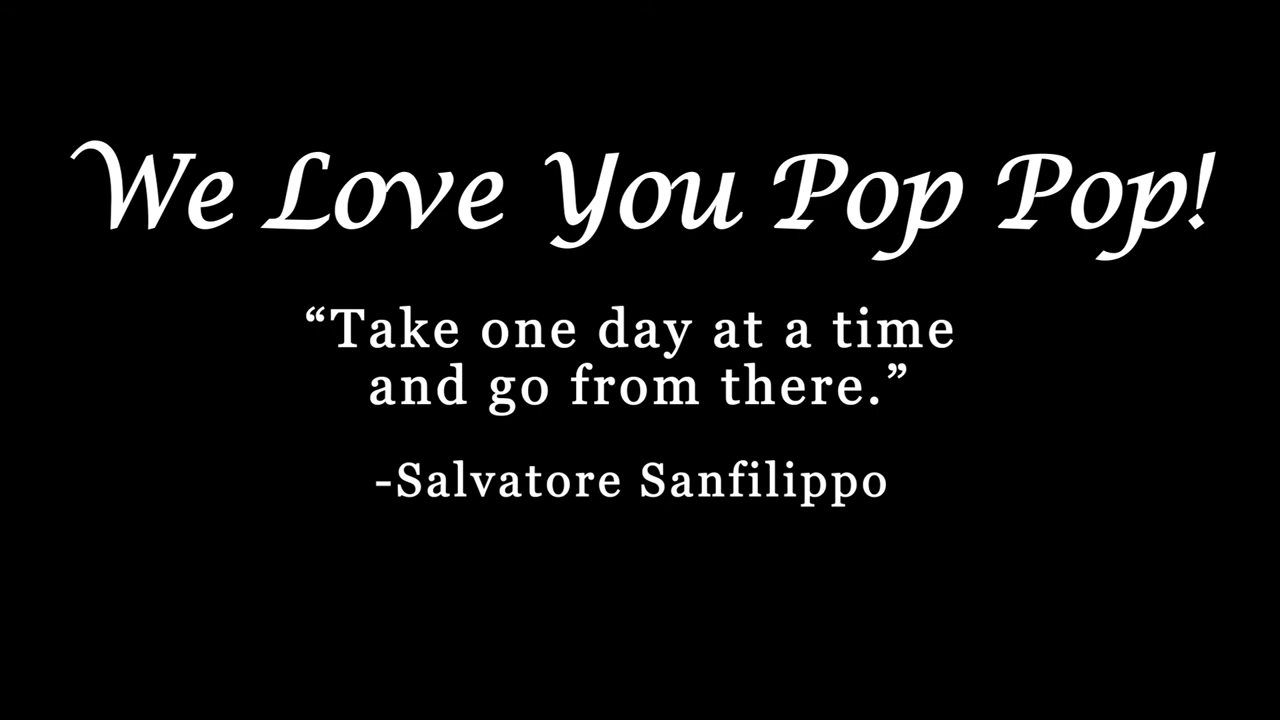 We Love You Pop Pop!
“Take one day at a time
and go from there.”
-Salvatore Sanfilippo